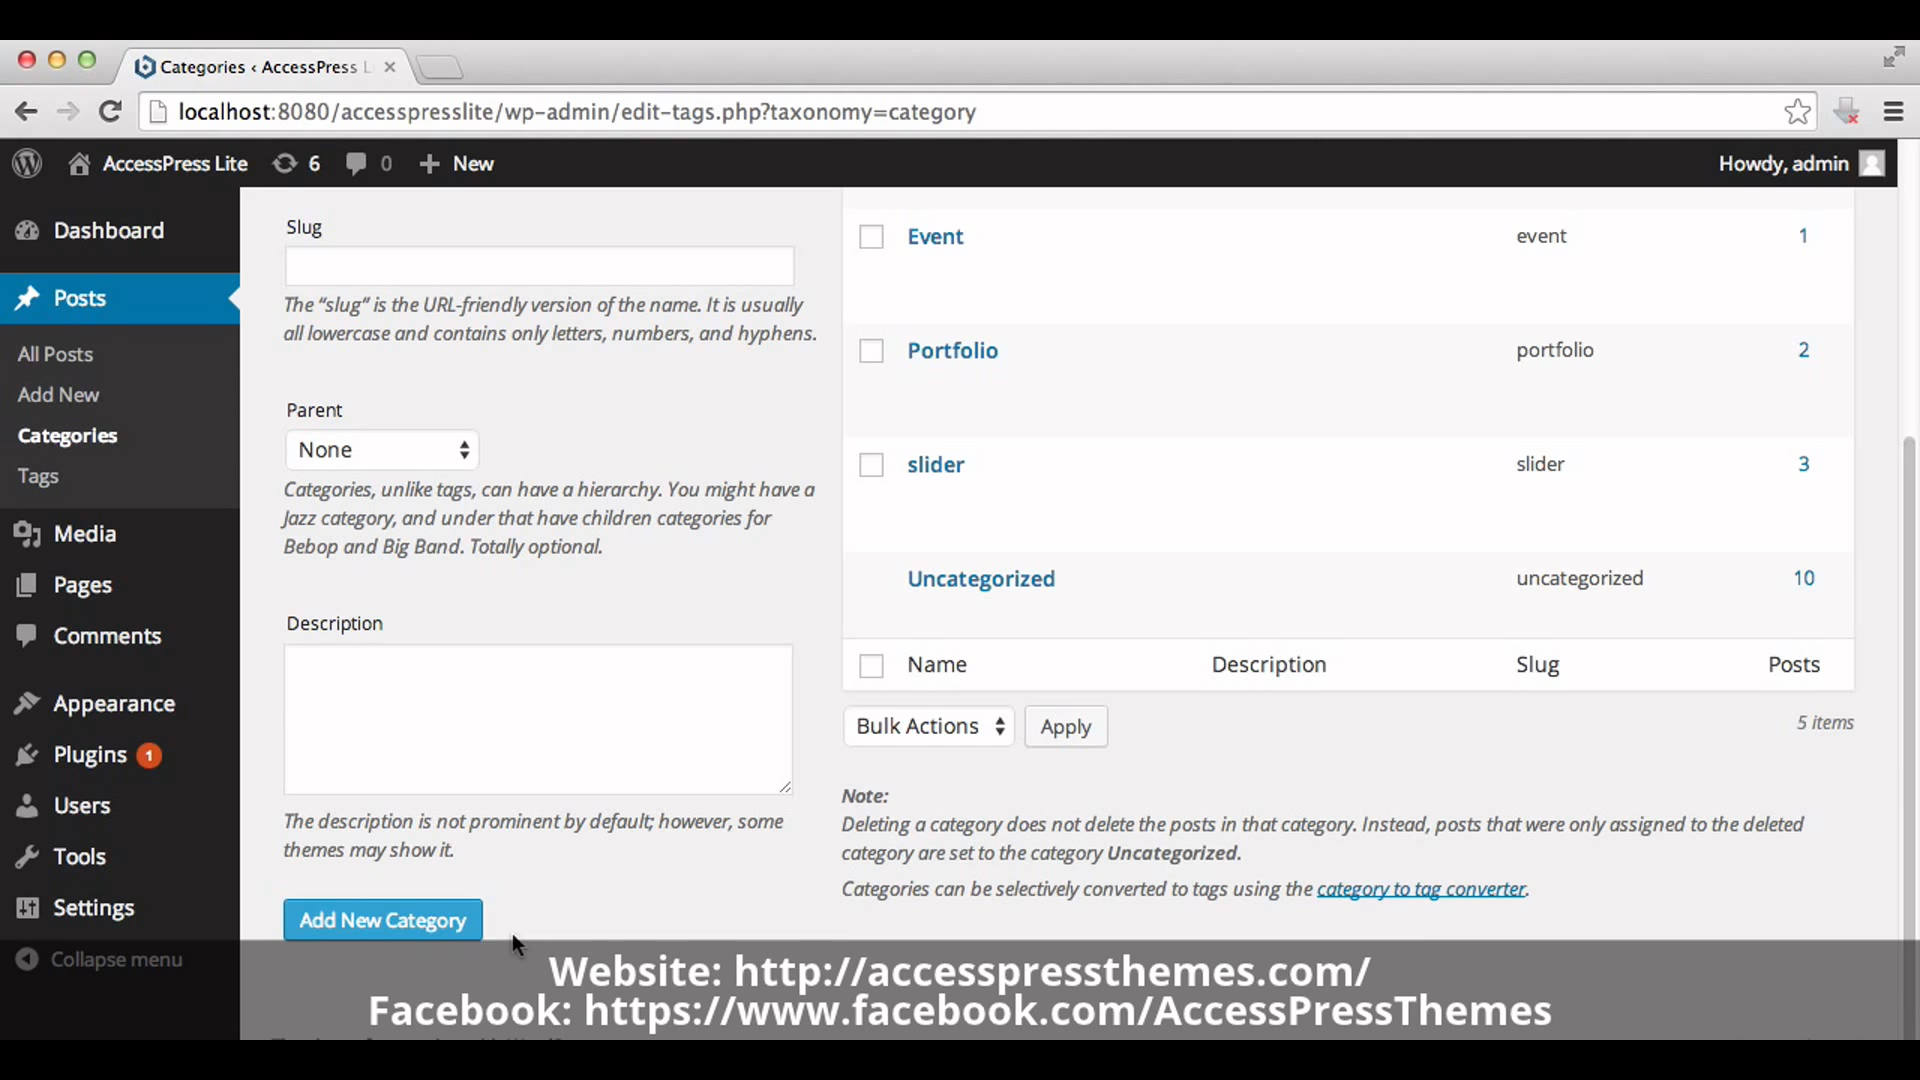 Categories ‹ AccessPress L
localhost:8080/accesspresslite/wp-admin/edit-tags.php?taxonomy=category
AccessPress Lite 6 0 New
Howdy, admin
Dashboard
Posts
All Posts
Add New
Categories
Tags
Media
Pages
Comments
Appearance
Plugins 1
Users
Tools
Settings
Collapse menu
Slug
The “slug” is the URL-friendly version of the name. It is usually
all lowercase and contains only letters, numbers, and hyphens.
Parent
None
Categories, unlike tags, can have a hierarchy. You might have a
Jazz category, and under that have children categories for
Bebop and Big Band. Totally optional.
Description
The description is not prominent by default; however, some
themes may show it.
Add New Category
Event event 1
Portfolio portfolio 2
slider slider 3
Uncategorized uncategorized 10
Name Description Slug Posts
Bulk Actions Apply
5 items
Note:
Deleting a category does not delete the posts in that category. Instead, posts that were only assigned to the deleted
category are set to the category Uncategorized.
Categories can be selectively converted to tags using the category to tag converter.
Website: http://accesspressthemes.com/
Facebook: https://www.facebook.com/AccessPressThemes